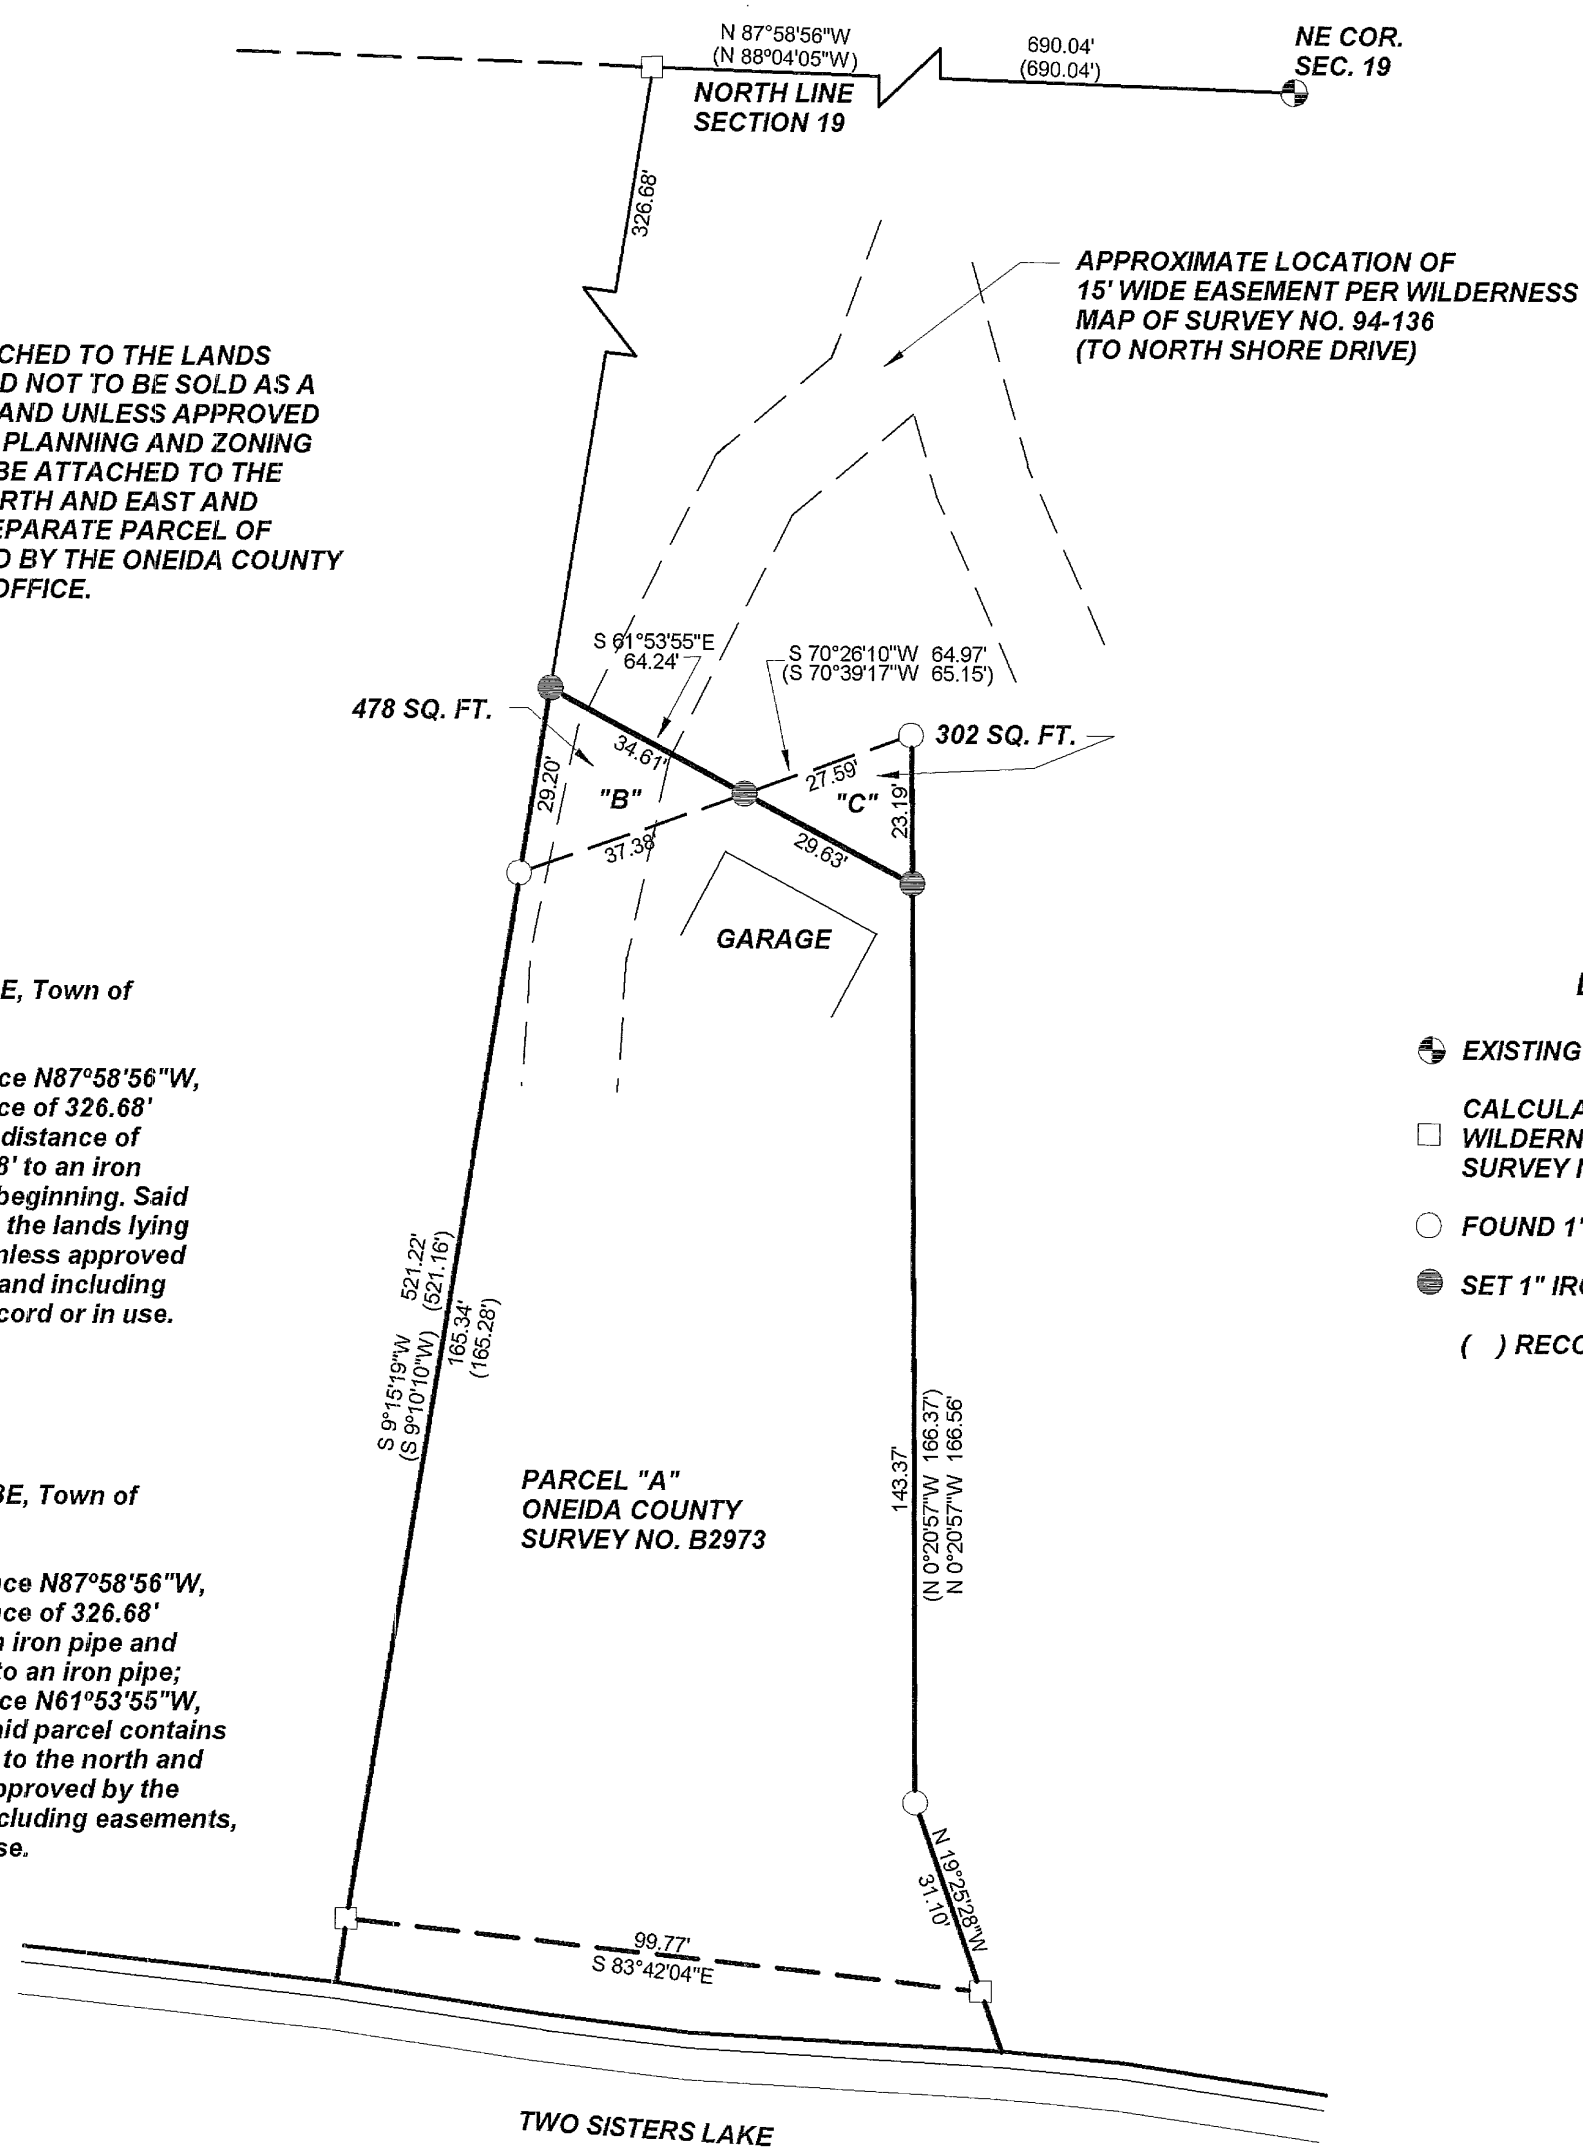 N 87°58'56"W
(N 88°04'05"W)
690.04'
(690.04')
NE COR.
SEC. 19
NORTH LINE
SECTION 19
326.68'
APPROXIMATE LOCATION OF
15' WIDE EASEMENT PER WILDERNESS
MAP OF SURVEY NO. 94-136
(TO NORTH SHORE DRIVE)
CHED TO THE LANDS
D NOT TO BE SOLD AS A
AND UNLESS APPROVED
PLANNING AND ZONING
BE ATTACHED TO THE
RTH AND EAST AND
EPARATE PARCEL OF
D BY THE ONEIDA COUNTY
OFFICE.
S 61°53'55"E
64.24'
S 70°26'10"W 64.97'
(S 70°39'17"W 65.15')
478 SQ. FT.
302 SQ. FT.
34.61'
27.59'
29.20'
"B"
"C"
23.19'
37.38'
29.63'
GARAGE
E, Town of
ce N87°58'56"W,
ce of 326.68'
distance of
8' to an iron
beginning. Said
the lands lying
nless approved
and including
cord or in use.
EXISTING
CALCULA
WILDERN
SURVEY
FOUND 1"
SET 1" IRO
( ) RECO
S 9°15'19"W 521.22'
(S 9°10'10"W) (521.16')
165.34'
(165.28')
143.37'
(N 0°20'57"W 166.37')
N 0°20'57"W 166.56'
PARCEL "A"
ONEIDA COUNTY
SURVEY NO. B2973
BE, Town of
ce N87°58'56"W,
ce of 326.68'
iron pipe and
to an iron pipe;
ce N61°53'55"W,
aid parcel contains
to the north and
pproved by the
cluding easements,
se.
N 19°25'28"W
31.10'
99.77'
S 83°42'04"E
TWO SISTERS LAKE